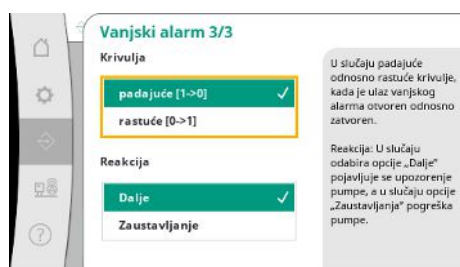 Vanjski alarm 3/3
Krivulja
padajuće [1->0]
rastuće [0->1]
Reakcija
Dalje
Zaustavljanje
U slučaju padajuće
odnosno rastuće krivulje,
kada je ulaz vanjskog
alarma otvoren odnosno
zatvoren.
Reakcija: U slučaju
odabira opcije „Dalje”
pojavljuje se upozorenje
pumpe, a u slučaju opcije
„Zaustavljanja” pogreška
pumpe.